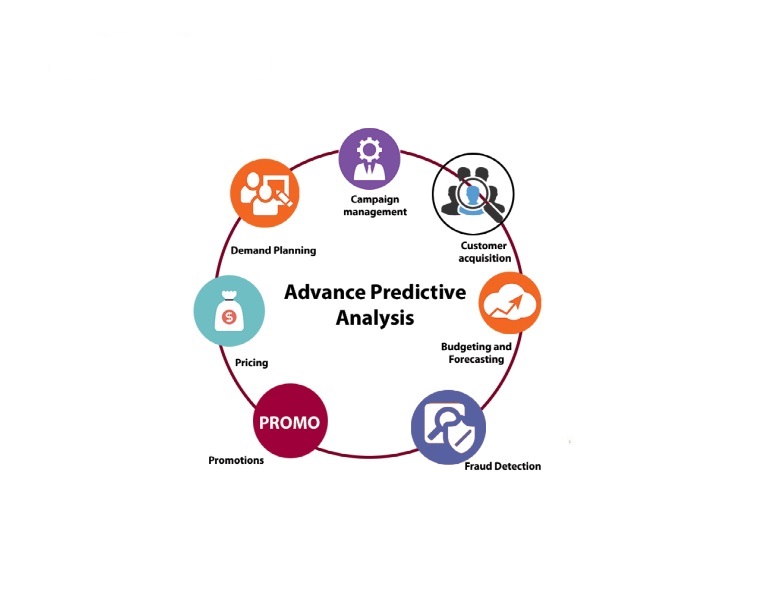 Campaign
management
Customer
acquisition
Demand Planning
Advance Predictive
Analysis
$
Budgeting and
Forecasting
Pricing
PROMO
Promotions
Fraud Detection